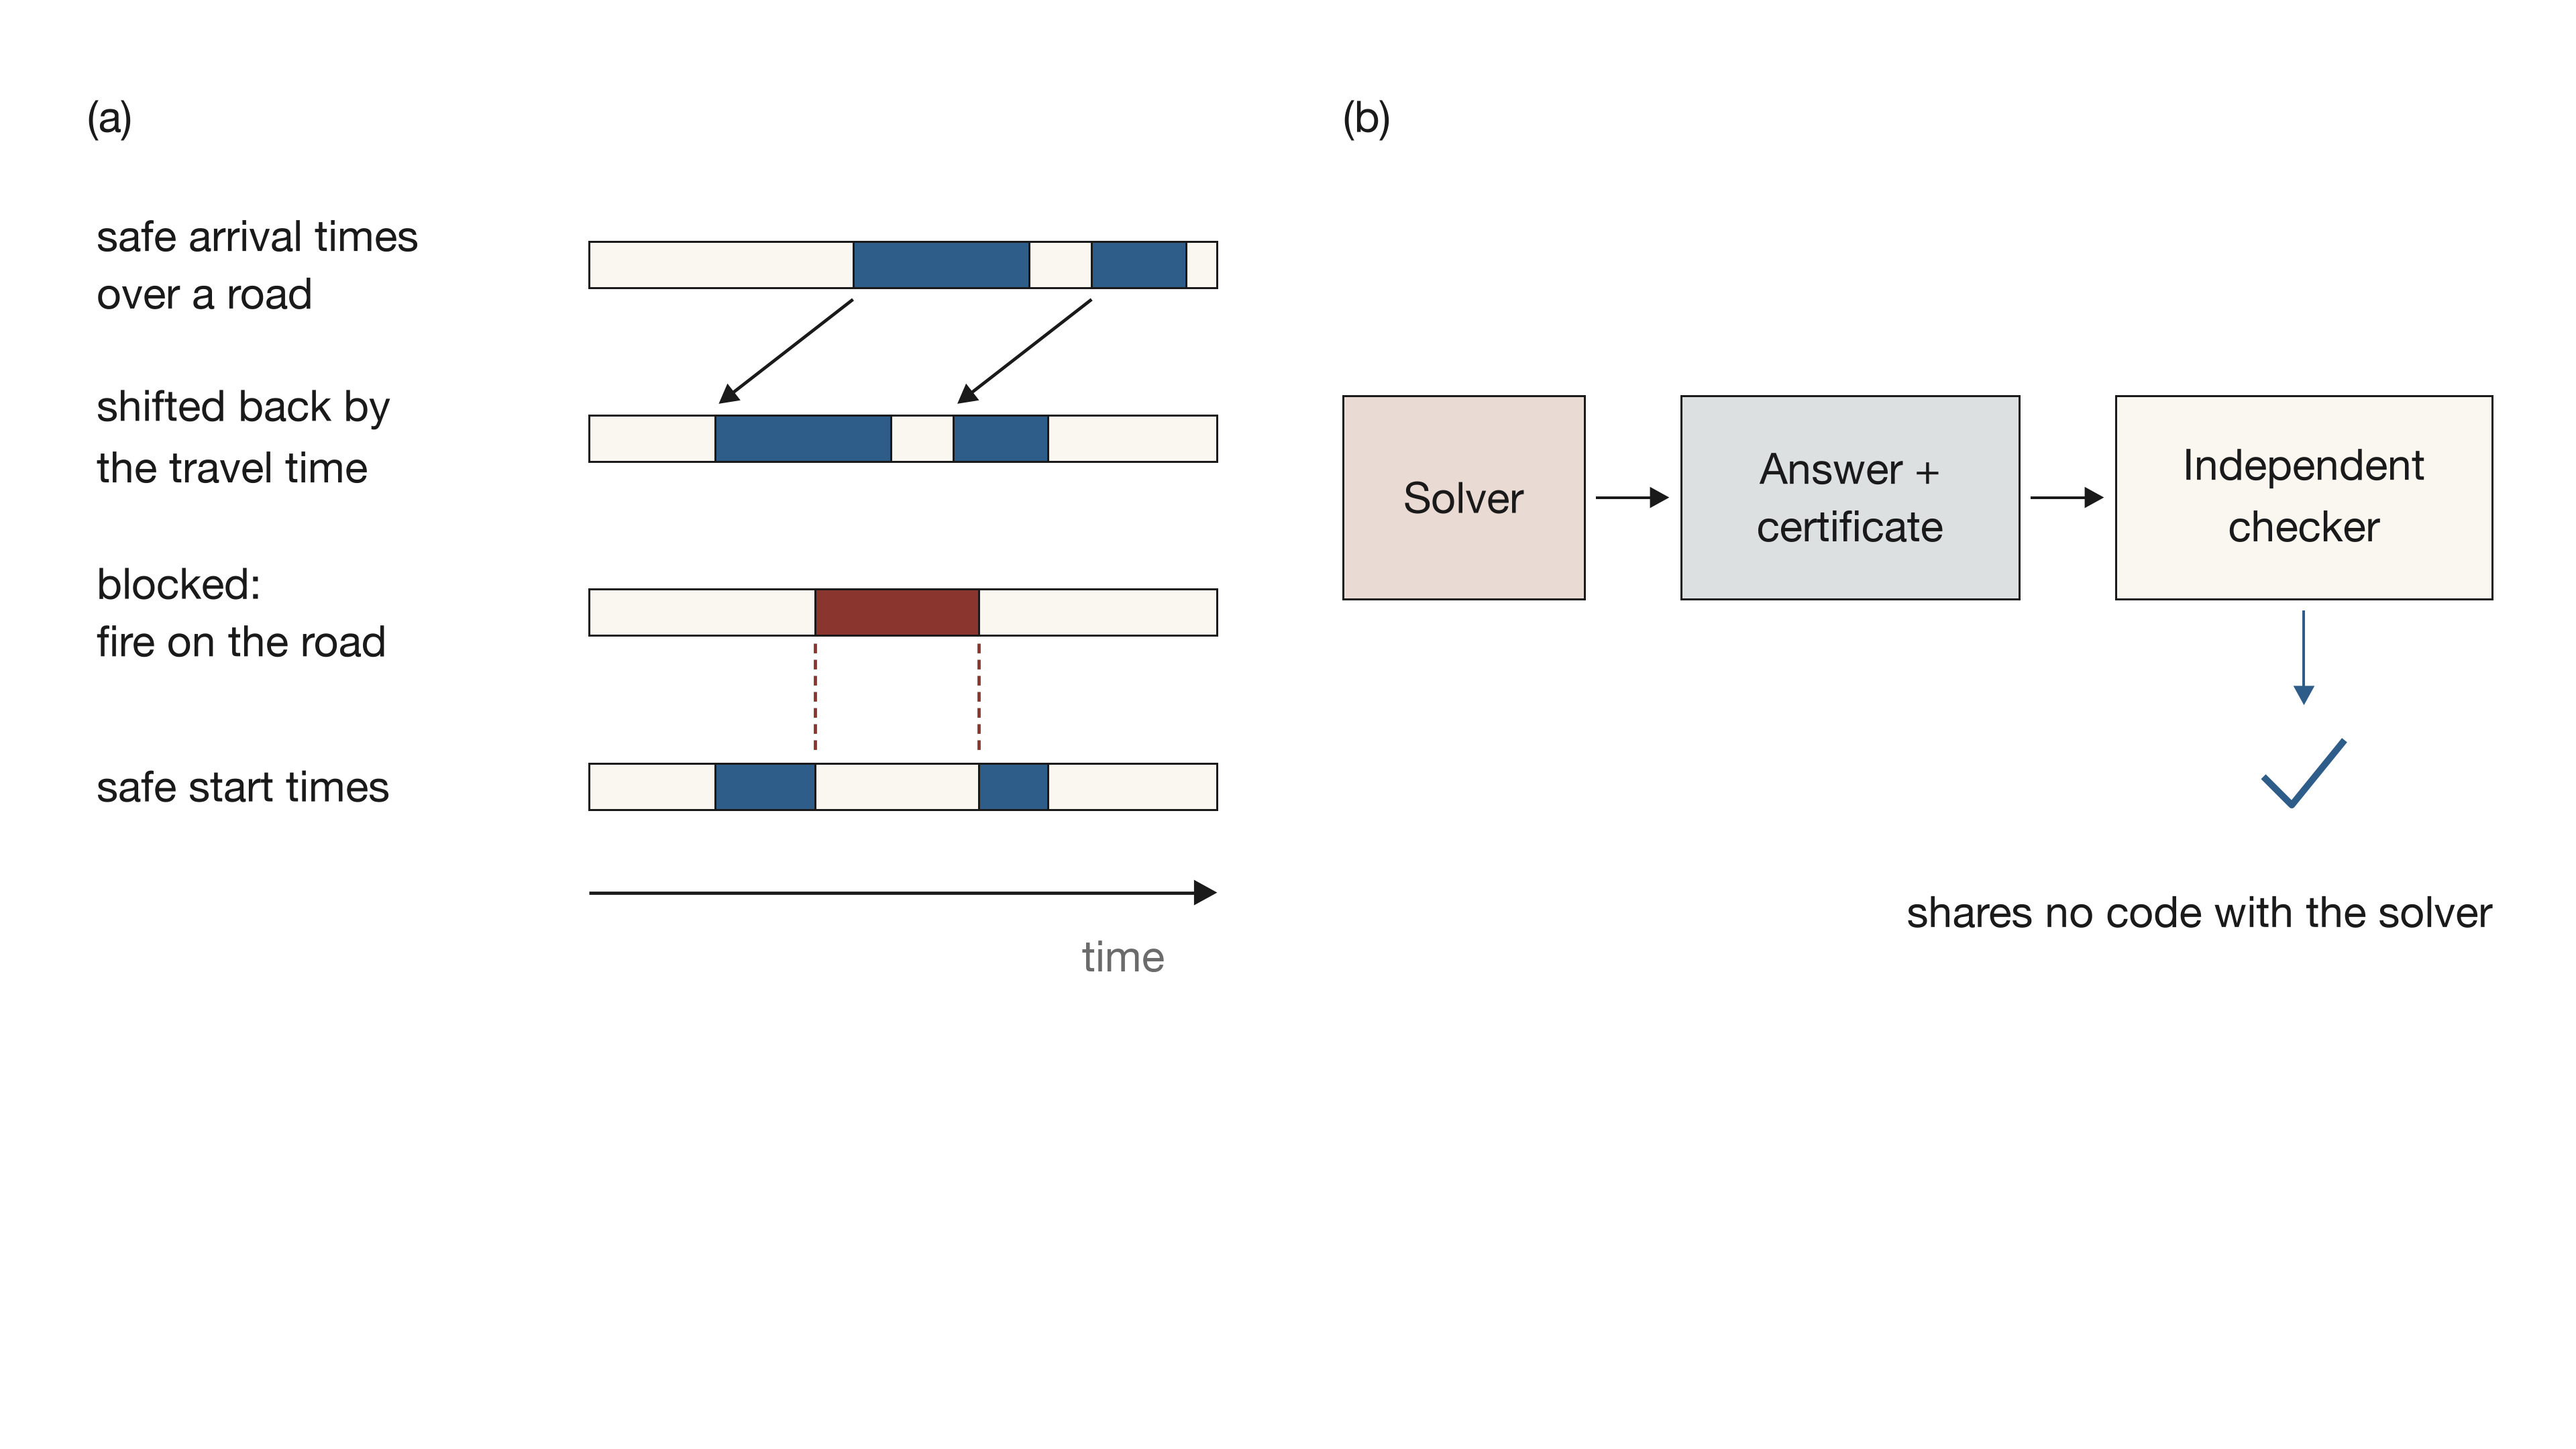 (a)
safe arrival times
over a road
shifted back by
the travel time
blocked:
fire on the road
safe start times
time
(b)
Solver
Answer +
certificate
Independent
checker
shares no code with the solver